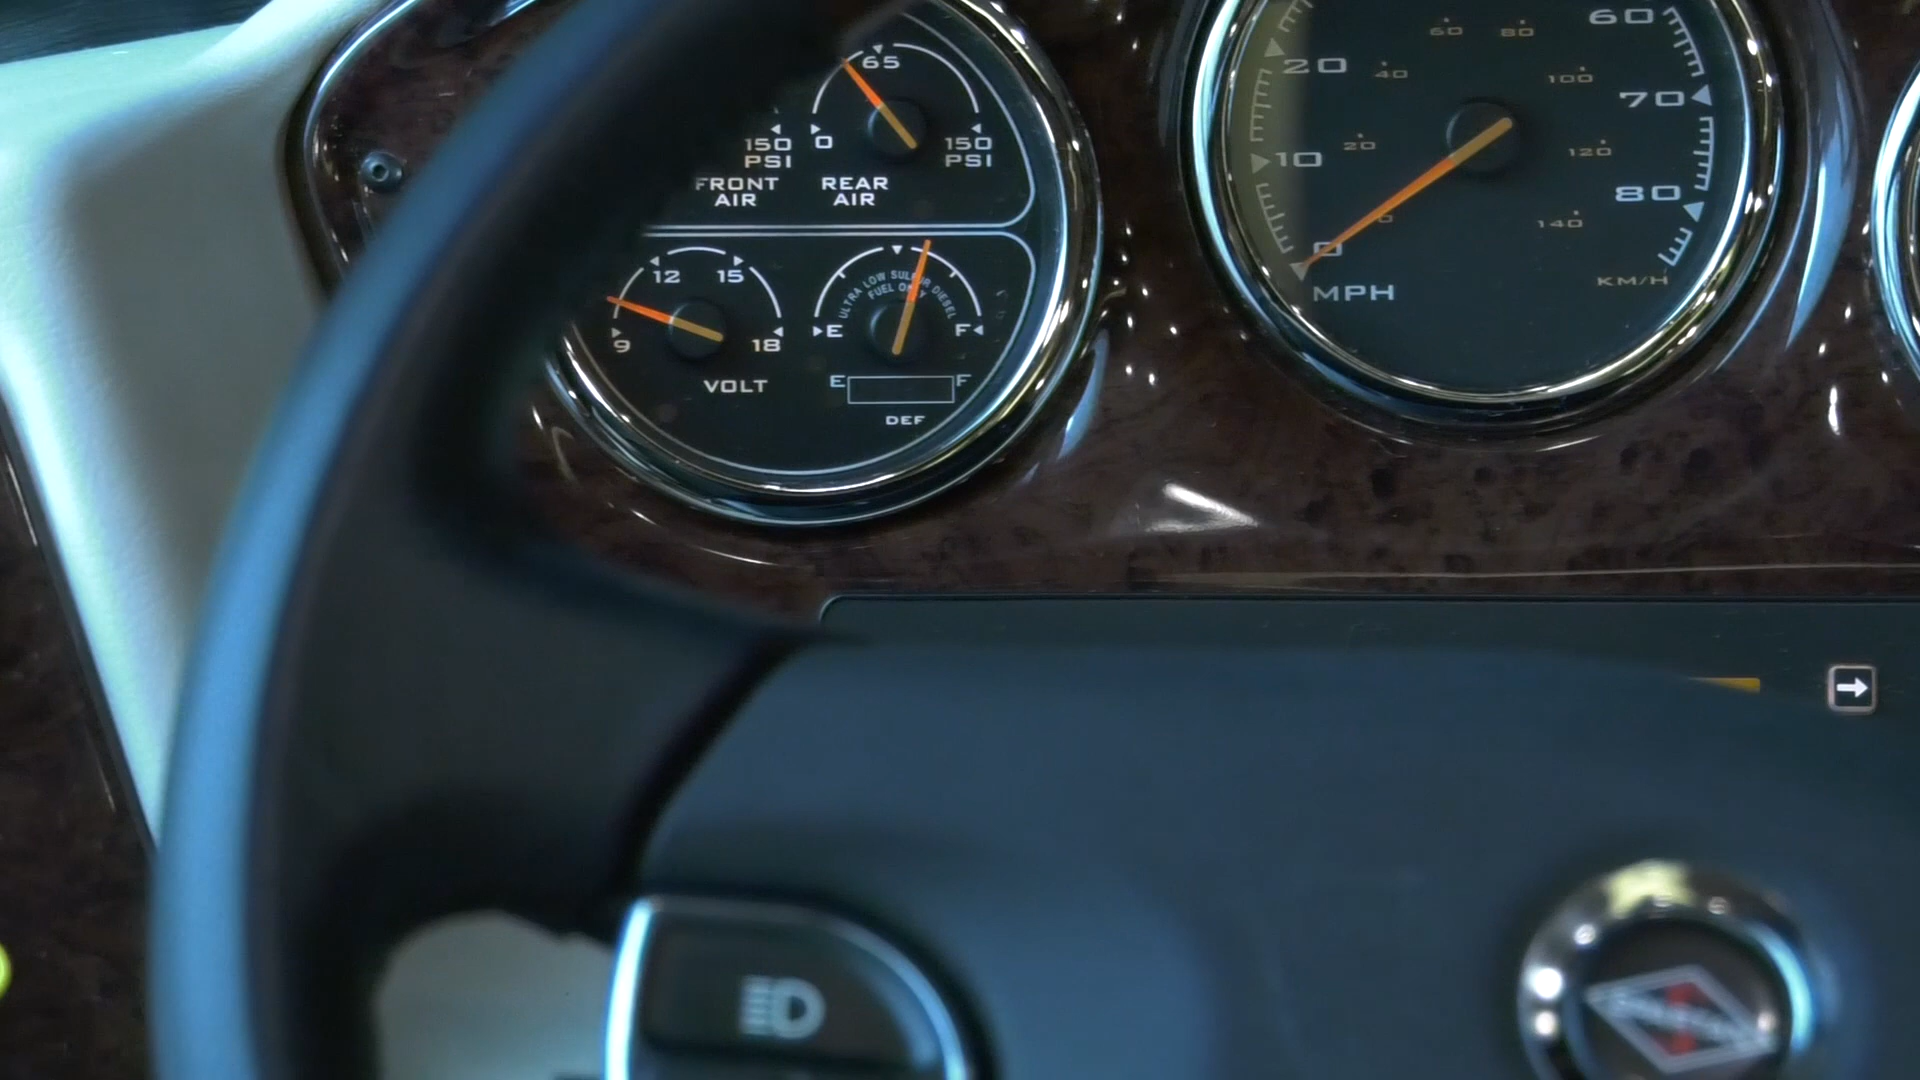 65
0
150
PSI
150
PSI
FRONT
AIR
REAR
AIR
9
12
15
18
VOLT
ULTRA LOW SULFUR DIESEL
FUEL ONLY
E
F
E
F
DEF
0
10
20
60
70
80
MPH
20
40
60
80
100
120
140
KM/H